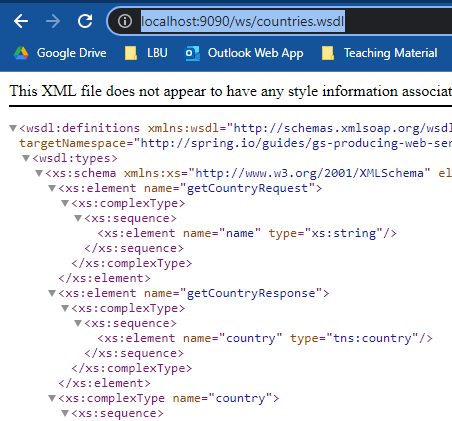 localhost:9090/ws/countries.wsdl
Google Drive LBU Outlook Web App Teaching Material
This XML file does not appear to have any style information
<wsdl:definitions xmlns:wsdl="http://schemas.xmlsoap.org/wsdl
targetNamespace="http://spring.io/guides/gs-producing-web-ser
<wsdl:types>
<xs:schema xmlns:xs="http://www.w3.org/2001/XMLSchema" el
<xs:element name="getCountryRequest">
<xs:complexType>
<xs:sequence>
<xs:element name="name" type="xs:string"/>
</xs:sequence>
</xs:complexType>
</xs:element>
<xs:element name="getCountryResponse">
<xs:complexType>
<xs:sequence>
<xs:element name="country" type="tns:country"/>
</xs:sequence>
</xs:complexType>
</xs:element>
<xs:complexType name="country">
<xs:sequence>